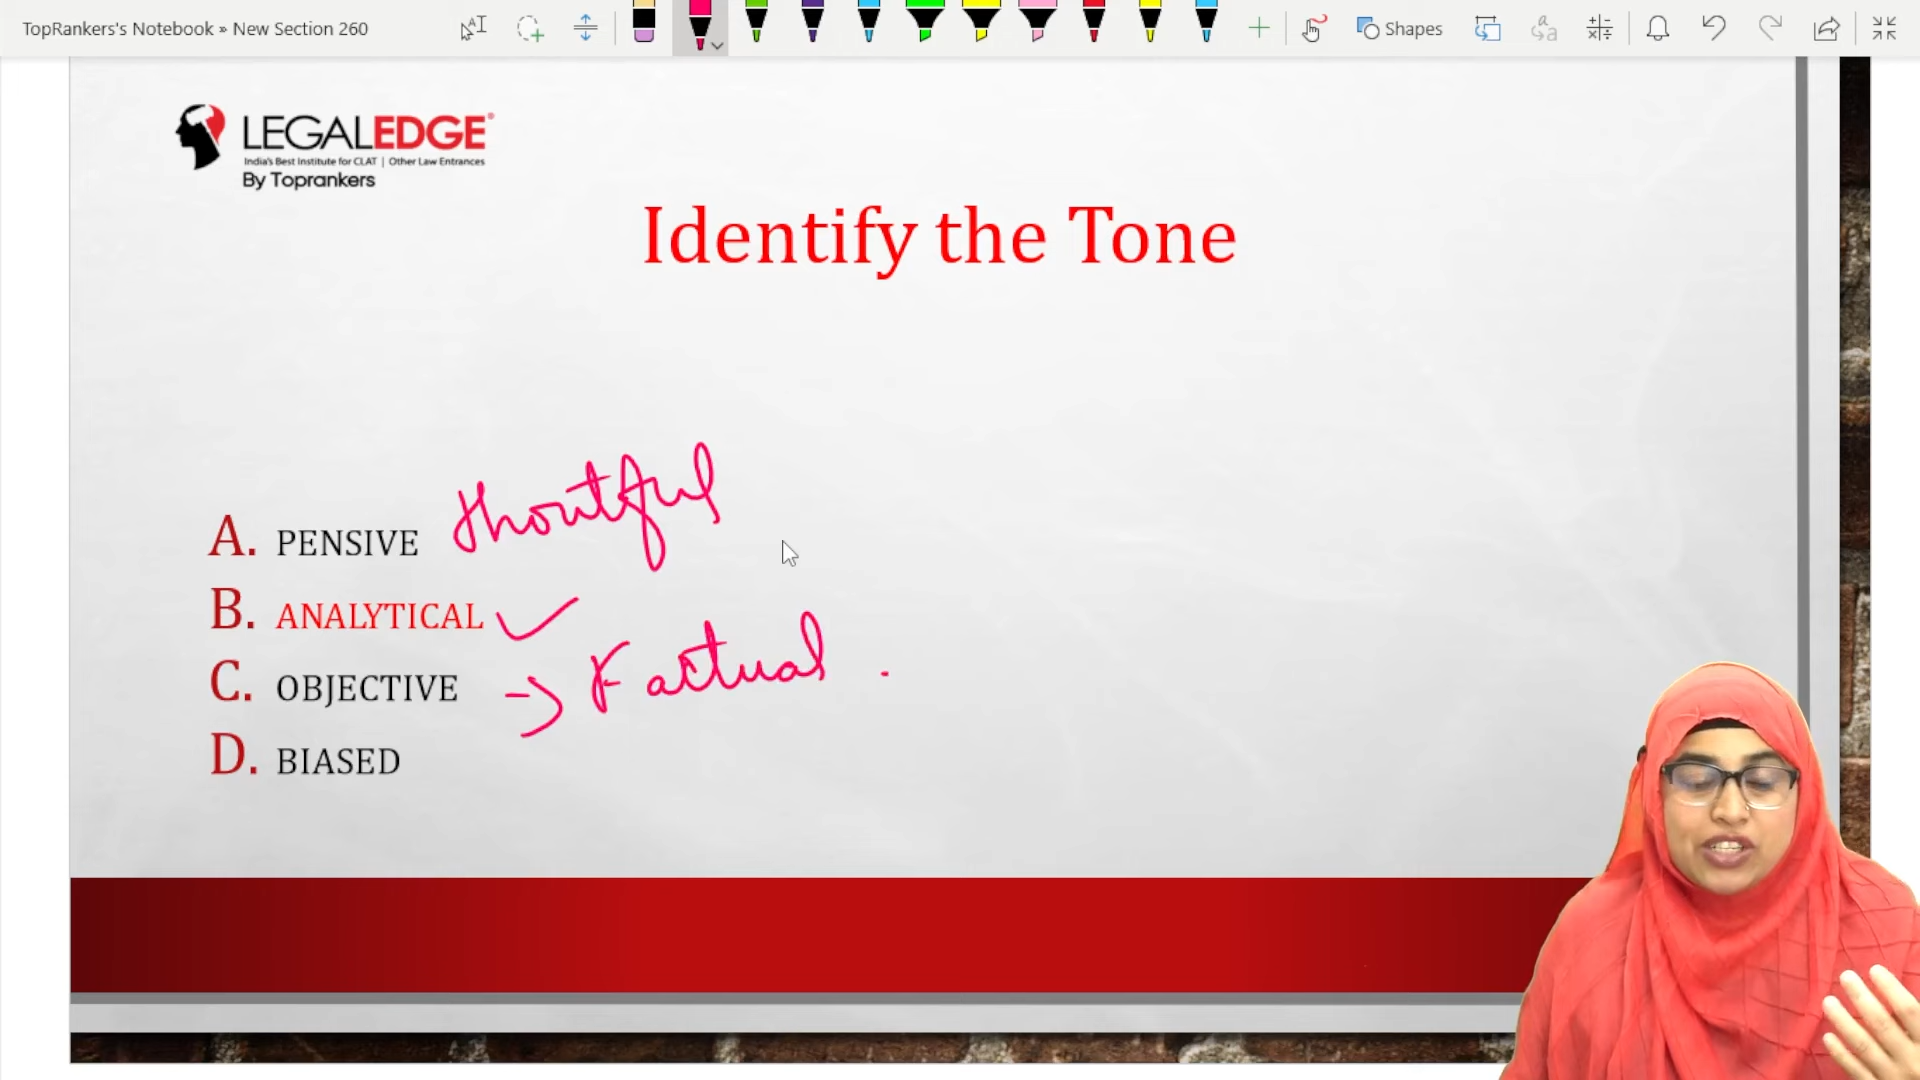 TopRankers's Notebook » New Section 260
Shapes
LEGALEDGE®
India's Best Institute for CLAT | Other Law Entrances
By Toprankers
Identify the Tone
A. PENSIVE thoutful
B. ANALYTICAL
C. OBJECTIVE → Factual .
D. BIASED